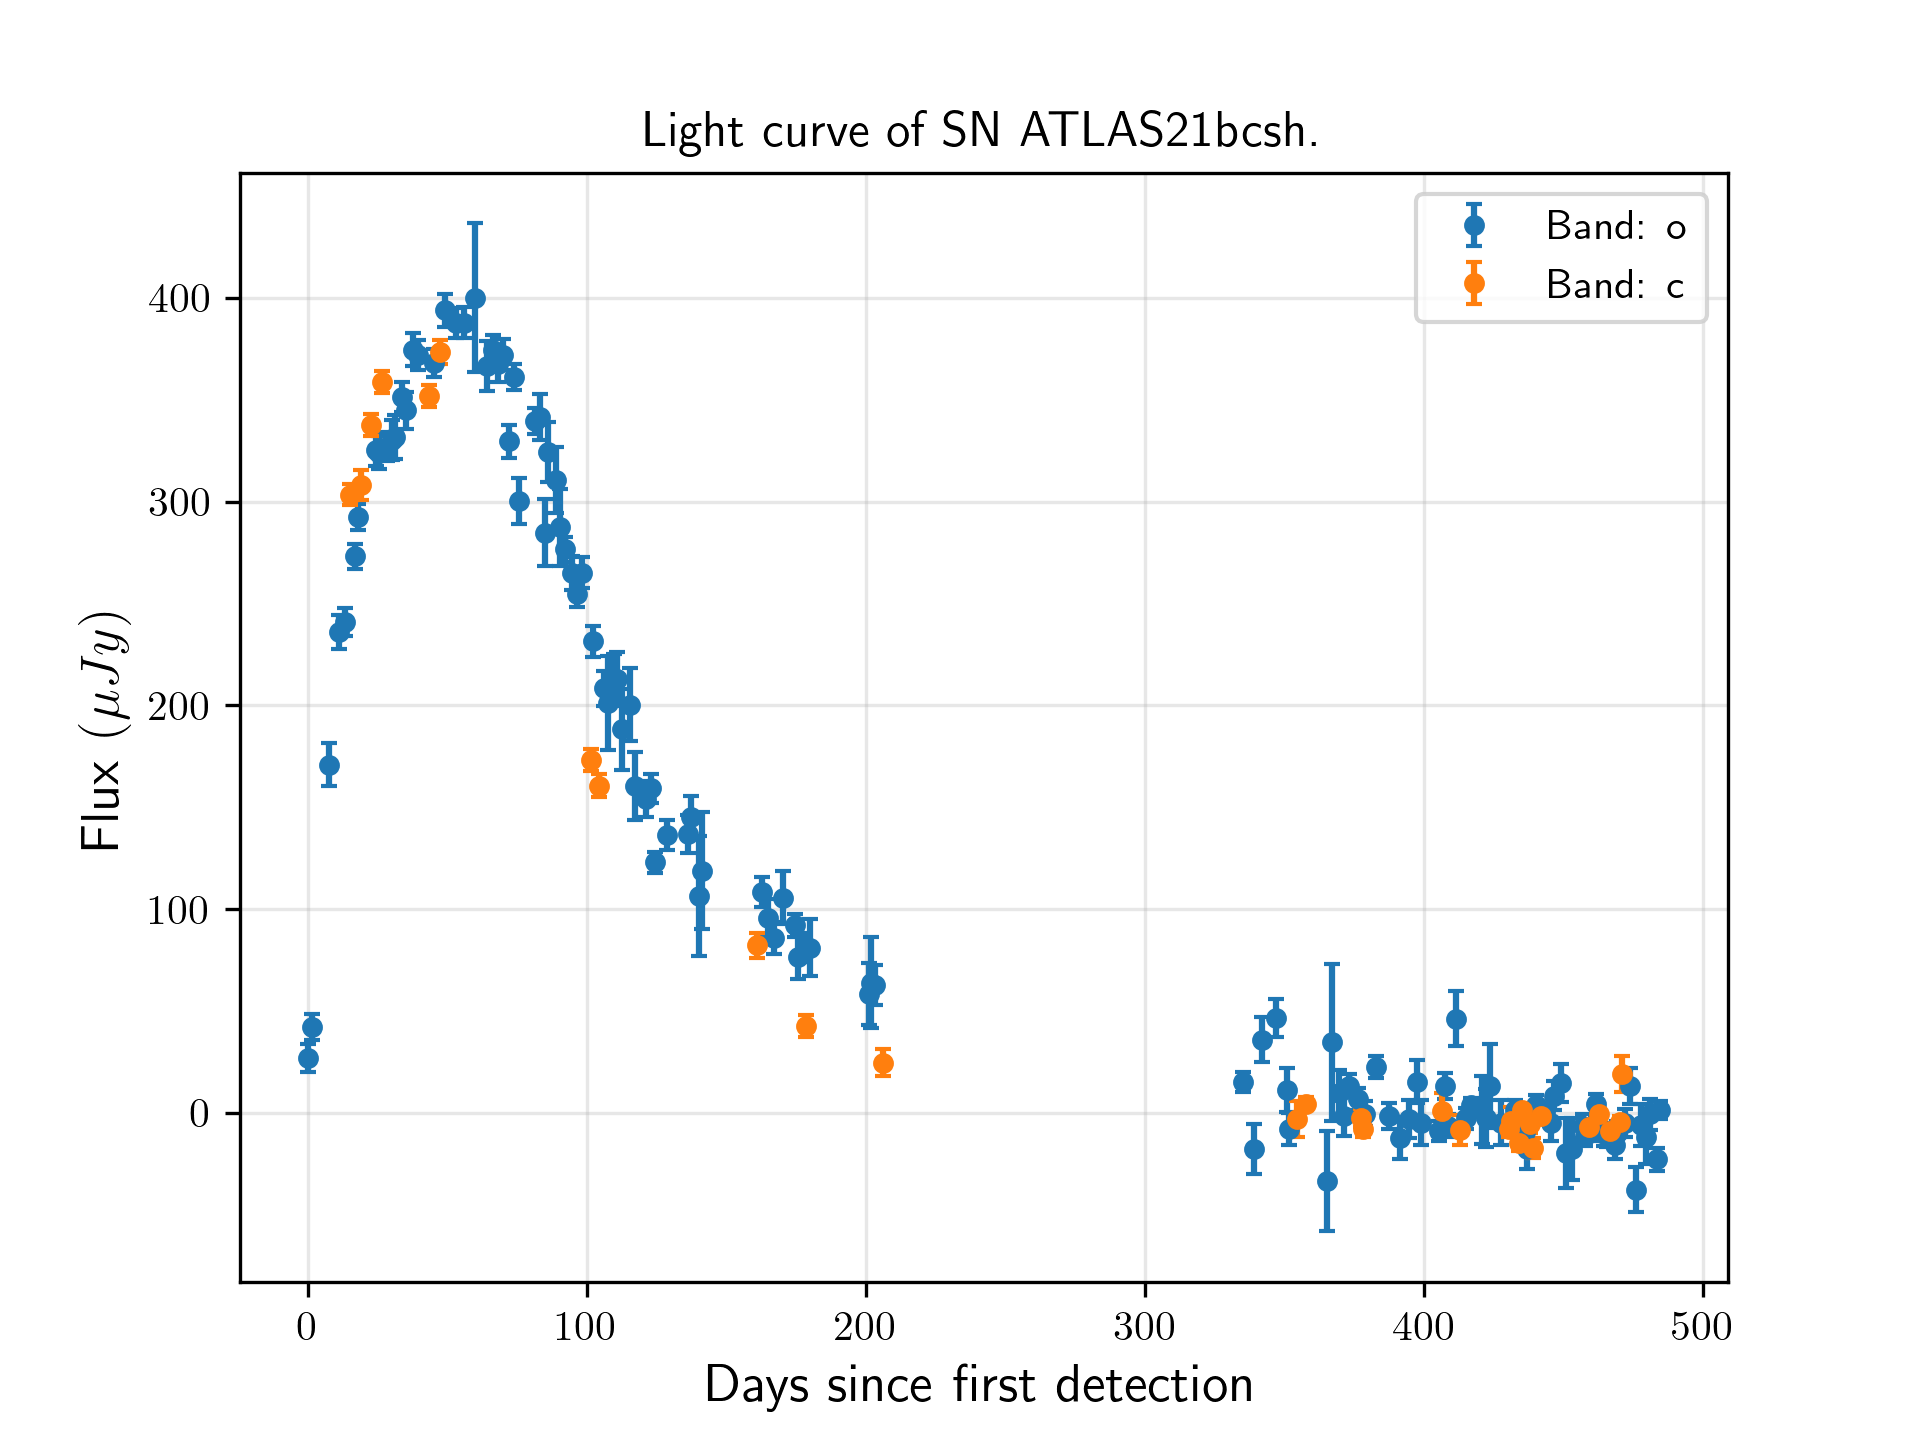 Light curve of SN ATLAS21bcsh.
Band: o
Band: c
400
300
200
100
0
Flux (μJy)
0 100 200 300 400 500
Days since first detection